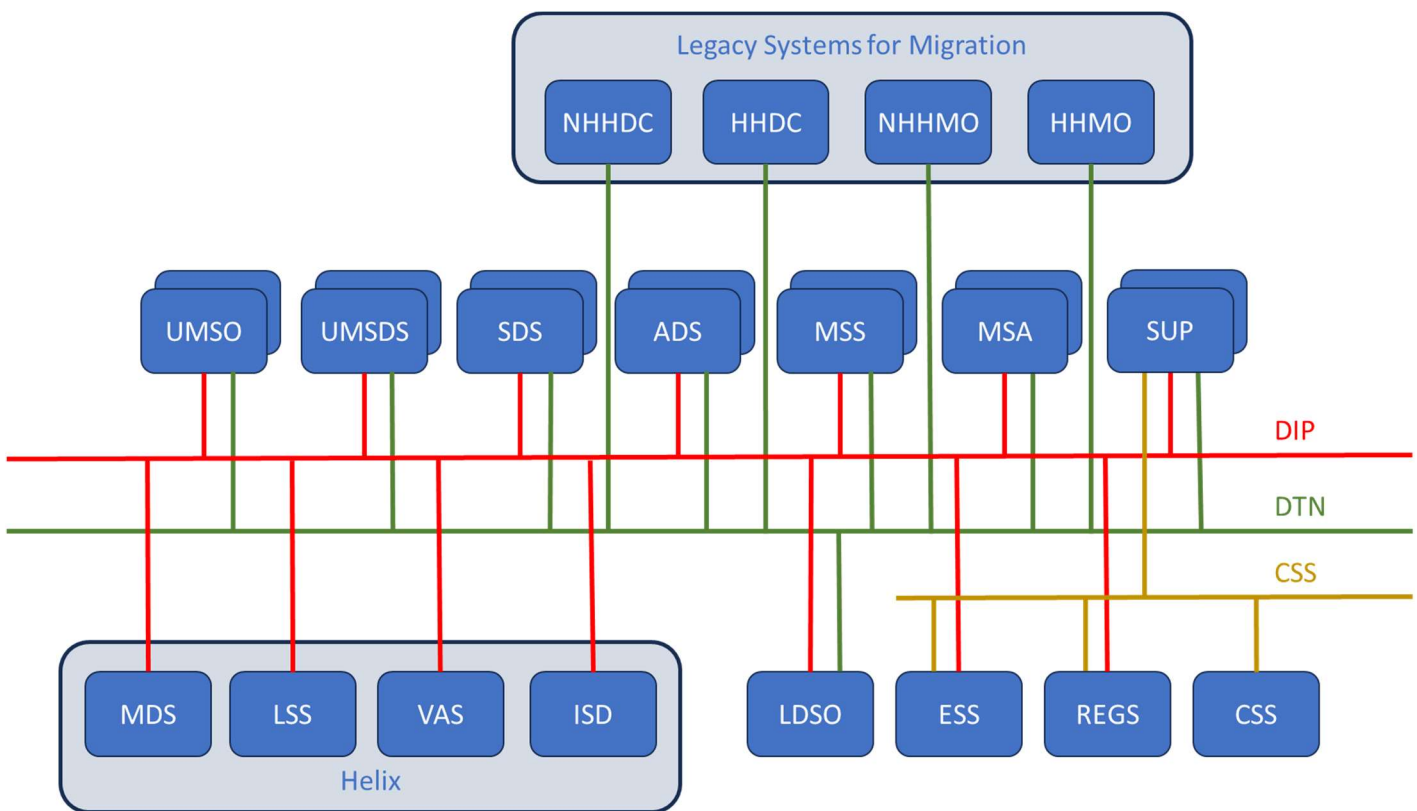 Legacy Systems for Migration
NHHDC HHDC NHHMO HHMO
UMSO UMSDS SDS ADS MSS MSA SUP
DIP
DTN
CSS
MDS LSS VAS ISD LDSO ESS REGS CSS
Helix